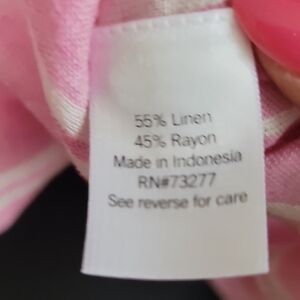 55% Linen
45% Rayon
Made in Indonesia
RN#73277
See reverse for care